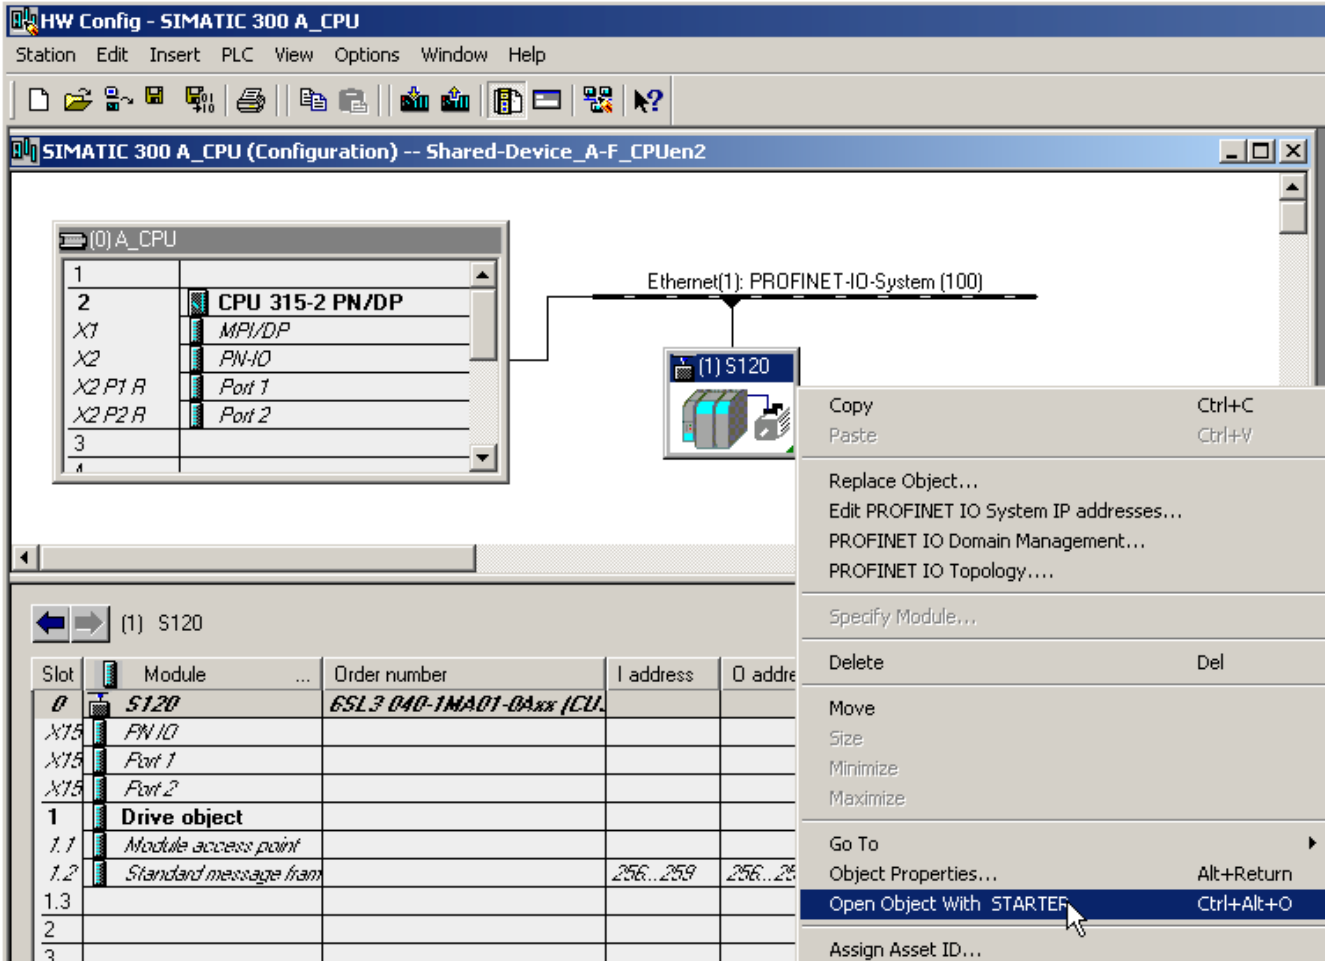 HW Config - SIMATIC 300 A_CPU
Station Edit Insert PLC View Options Window Help
SIMATIC 300 A_CPU (Configuration) -- Shared-Device_A-F_CPUen2
(0) A_CPU
1
2 CPU 315-2 PN/DP
X1 MPI/DP
X2 PN-IO
X2 P1 R Port 1
X2 P2 R Port 2
3
4
Ethernet(1): PROFINET-IO-System (100)
(1) S120
Copy Ctrl+C
Paste Ctrl+V
Replace Object...
Edit PROFINET IO System IP addresses...
PROFINET IO Domain Management...
PROFINET IO Topology....
Specify Module...
Delete Del
Move
Size
Minimize
Maximize
Go To
Object Properties... Alt+Return
Open Object With STARTER Ctrl+Alt+O
Assign Asset ID...
(1) S120
Slot Module ... Order number I address O addre
0 S120 6SL3 040-1MA01-0Axx (CU
X15 PN IO
X15 Port 1
X15 Port 2
1 Drive object
1.1 Module access point
1.2 Standard message fram 256...259 256...25
1.3
2
3